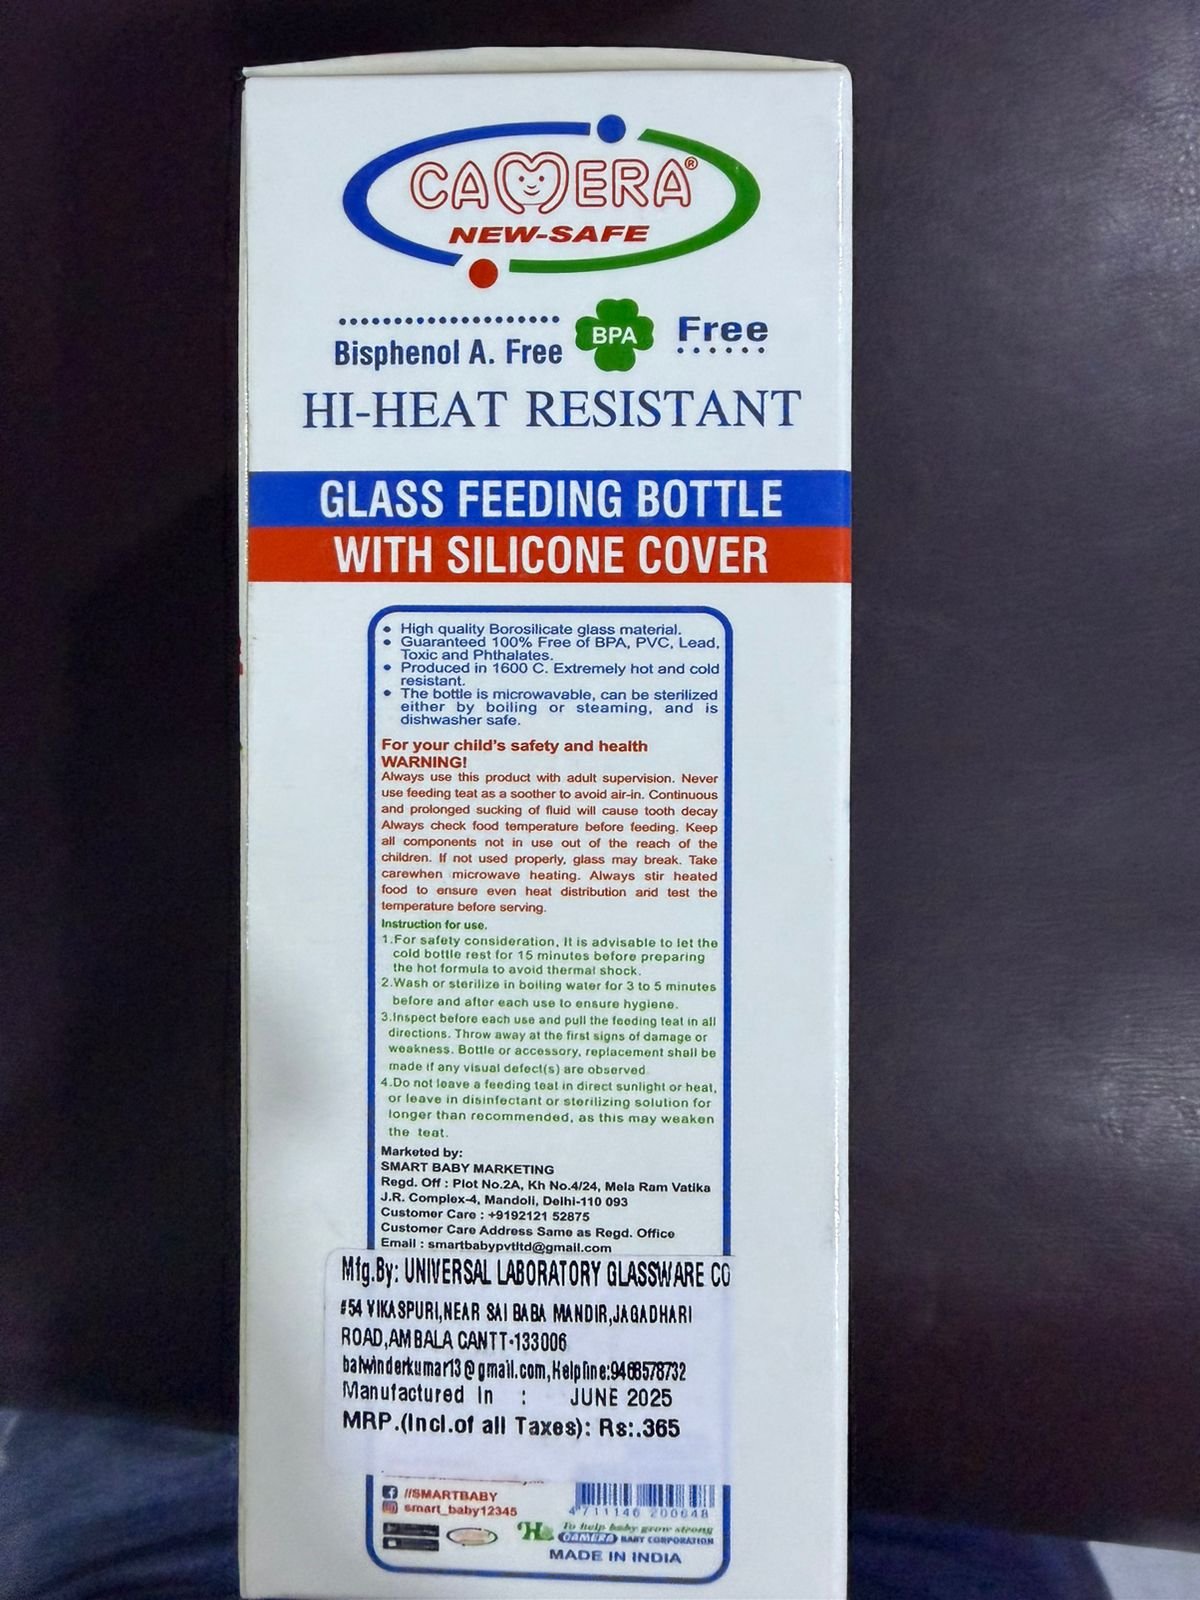 CAMERA®
NEW-SAFE
Bisphenol A. Free
BPA
Free
HI-HEAT RESISTANT
GLASS FEEDING BOTTLE
WITH SILICONE COVER
• High quality Borosilicate glass material.
• Guaranteed 100% Free of BPA, PVC, Lead,
Toxic and Phthalates.
• Produced in 1600 C. Extremely hot and cold
resistant.
• The bottle is microwavable, can be sterilized
either by boiling or steaming, and is
dishwasher safe.
For your child's safety and health
WARNING!
Always use this product with adult supervision. Never
use feeding teat as a soother to avoid air-in. Continuous
and prolonged sucking of fluid will cause tooth decay
Always check food temperature before feeding. Keep
all components not in use out of the reach of the
children. If not used properly, glass may break. Take
carewhen microwave heating. Always stir heated
food to ensure even heat distribution and test the
temperature before serving.
Instruction for use.
1.For safety consideration, It is advisable to let the
cold bottle rest for 15 minutes before preparing
the hot formula to avoid thermal shock.
2.Wash or sterilize in boiling water for 3 to 5 minutes
before and after each use to ensure hygiene.
3.Inspect before each use and pull the feeding teat in all
directions. Throw away at the first signs of damage or
weakness. Bottle or accessory, replacement shall be
made if any visual defect(s) are observed
4.Do not leave a feeding teat in direct sunlight or heat,
or leave in disinfectant or sterilizing solution for
longer than recommended, as this may weaken
the teat.
Marketed by:
SMART BABY MARKETING
Regd. Off : Plot No.2A, Kh No.4/24, Mela Ram Vatika
J.R. Complex-4, Mandoli, Delhi-110 093
Customer Care : +9192121 52875
Customer Care Address Same as Regd. Office
Email : smartbabypvtltd@gmail.com
Mfg.By: UNIVERSAL LABORATORY GLASSWARE CO
#54 VIKASPURI,NEAR SAI BABA MANDIR,JAGADHARI
ROAD,AMBALA CANTT-133006
balwinderkumar13@gmail.com,Helpline:9466578732
Manufactured In : JUNE 2025
MRP.(Incl.of all Taxes): Rs:.365
//SMARTBABY
smart_baby12345
4 711146 200648
To help baby grow strong
CAMERA BABY CORPORATION
MADE IN INDIA